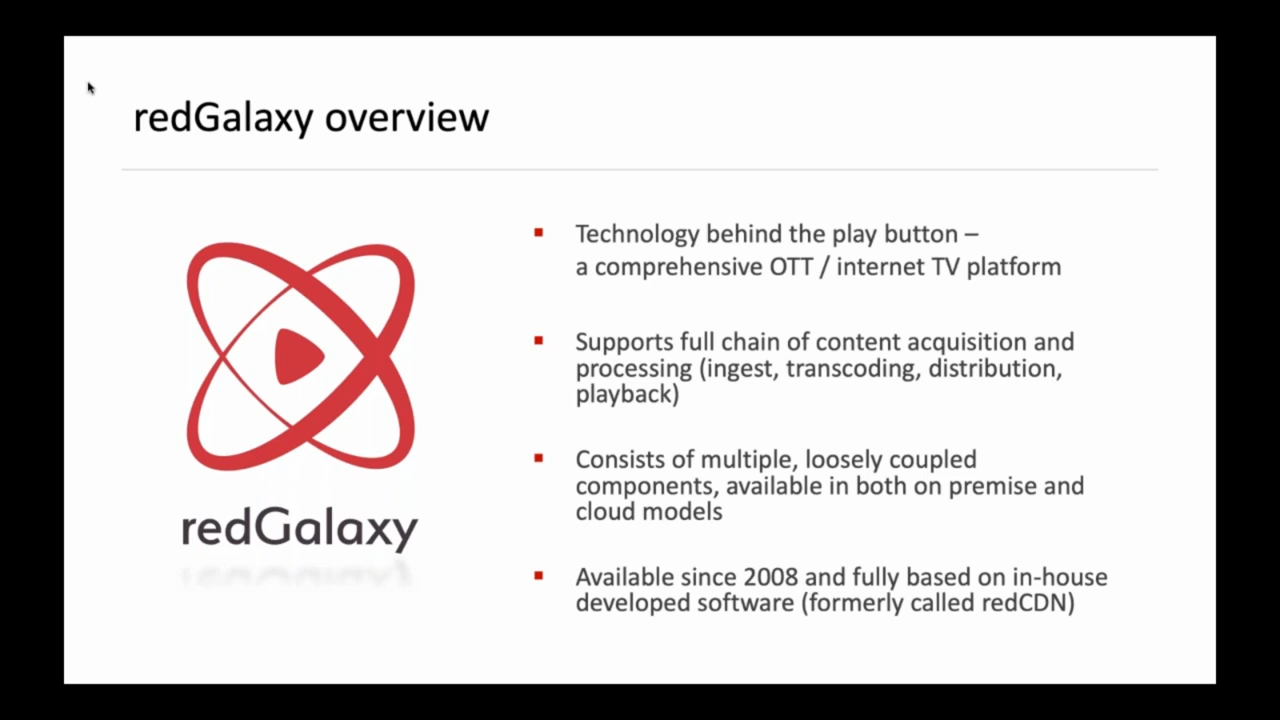 redGalaxy overview
Technology behind the play button –
a comprehensive OTT / internet TV platform
Supports full chain of content acquisition and
processing (ingest, transcoding, distribution,
playback)
Consists of multiple, loosely coupled
components, available in both on premise and
cloud models
Available since 2008 and fully based on in-house
developed software (formerly called redCDN)
redGalaxy